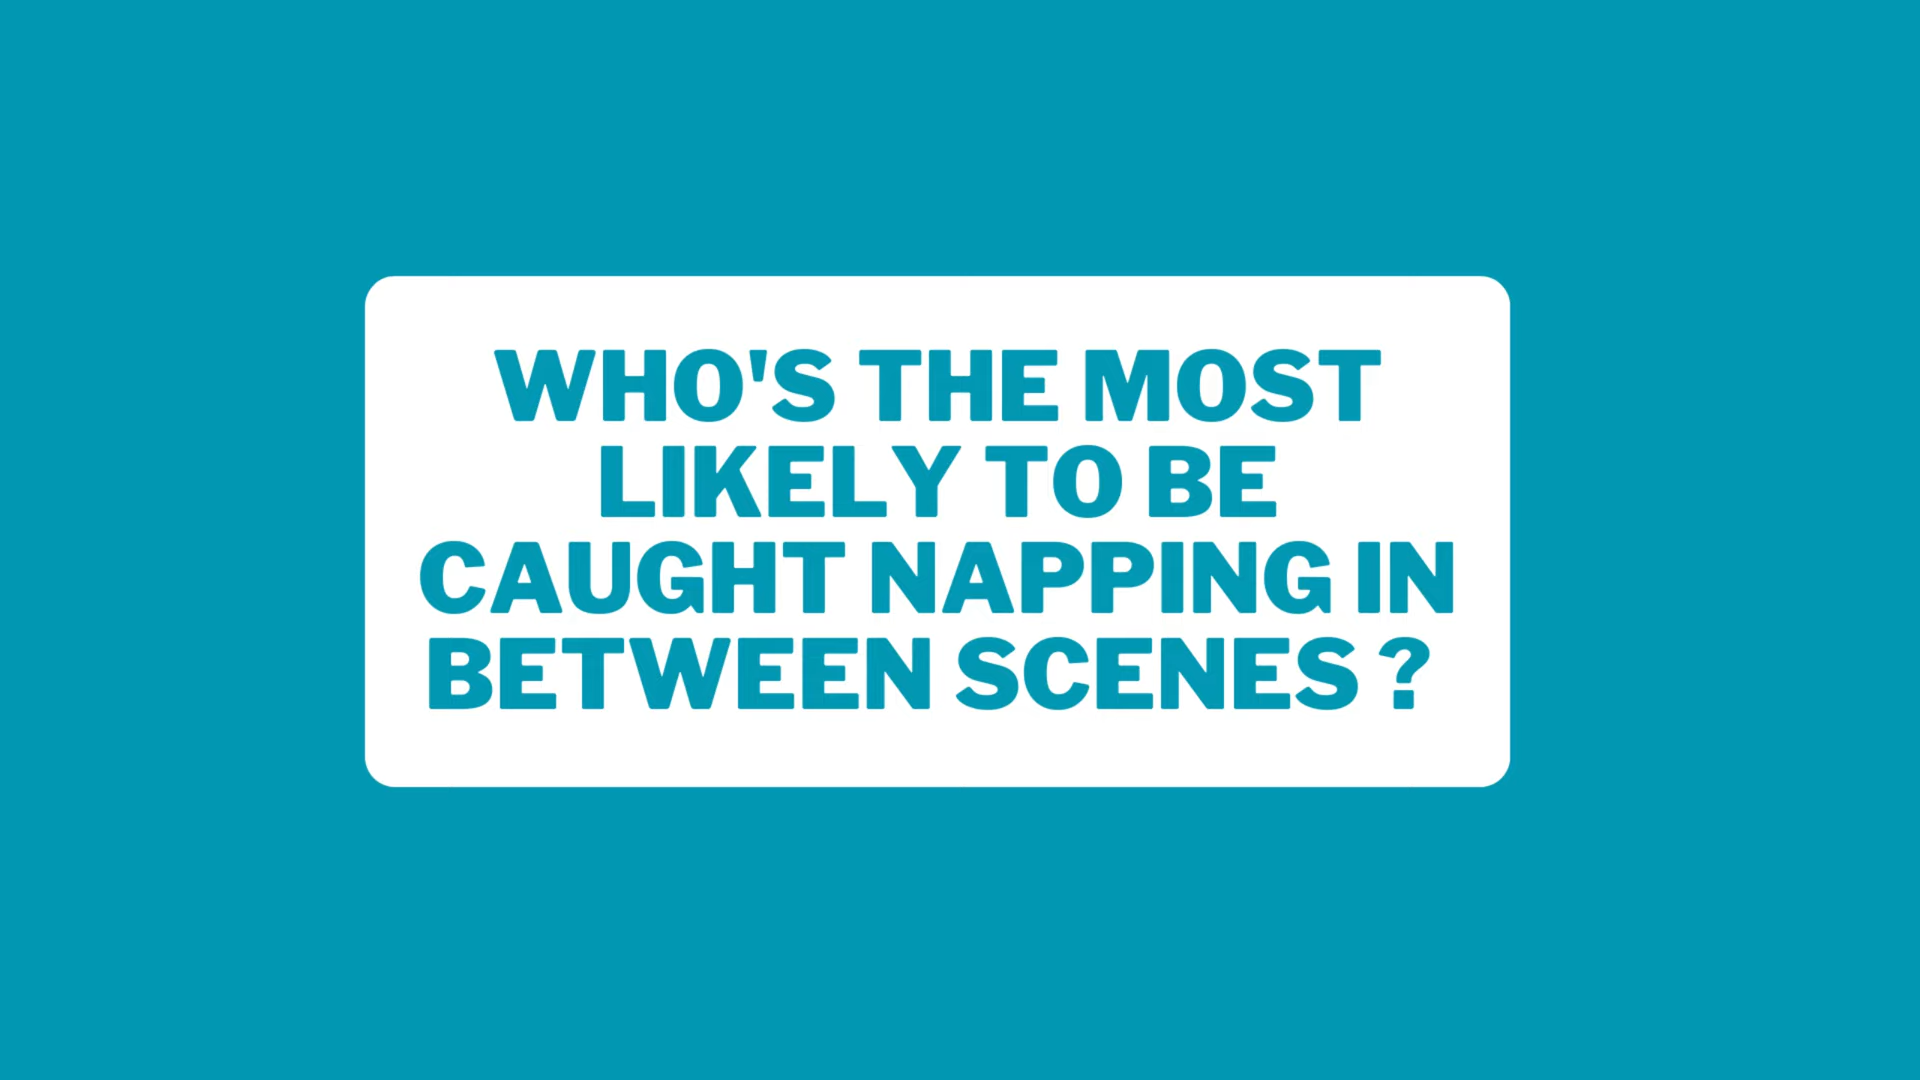 WHO'S THE MOST
LIKELY TO BE
CAUGHT NAPPING IN
BETWEEN SCENES ?